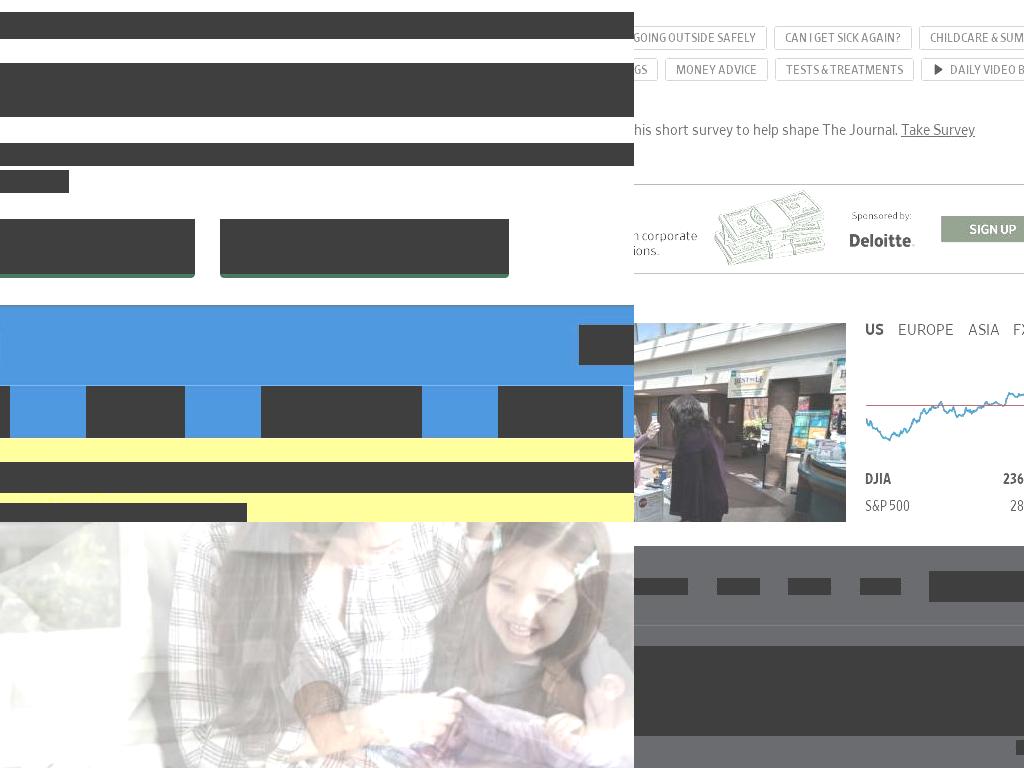 GOING OUTSIDE SAFELY CAN I GET SICK AGAIN? CHILDCARE & SUM
GS MONEY ADVICE TESTS & TREATMENTS DAILY VIDEO B
his short survey to help shape The Journal. Take Survey
n corporate
ions.
Sponsored by:
Deloitte.
SIGN UP
US EUROPE ASIA FX
BEST BUY
DJIA 236
S&P 500 28